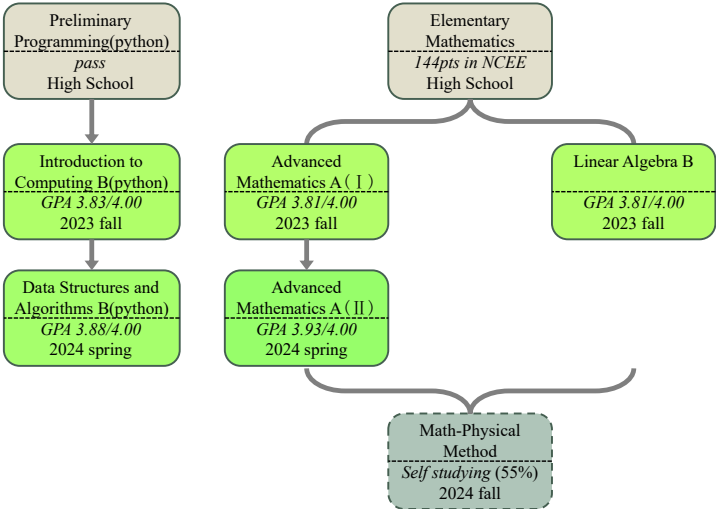 Preliminary
Programming(python)
pass
High School
Elementary
Mathematics
144pts in NCEE
High School
Introduction to
Computing B(python)
GPA 3.83/4.00
2023 fall
Advanced
Mathematics A（Ⅰ）
GPA 3.81/4.00
2023 fall
Linear Algebra B
GPA 3.81/4.00
2023 fall
Data Structures and
Algorithms B(python)
GPA 3.88/4.00
2024 spring
Advanced
Mathematics A（Ⅱ）
GPA 3.93/4.00
2024 spring
Math-Physical
Method
Self studying (55%)
2024 fall